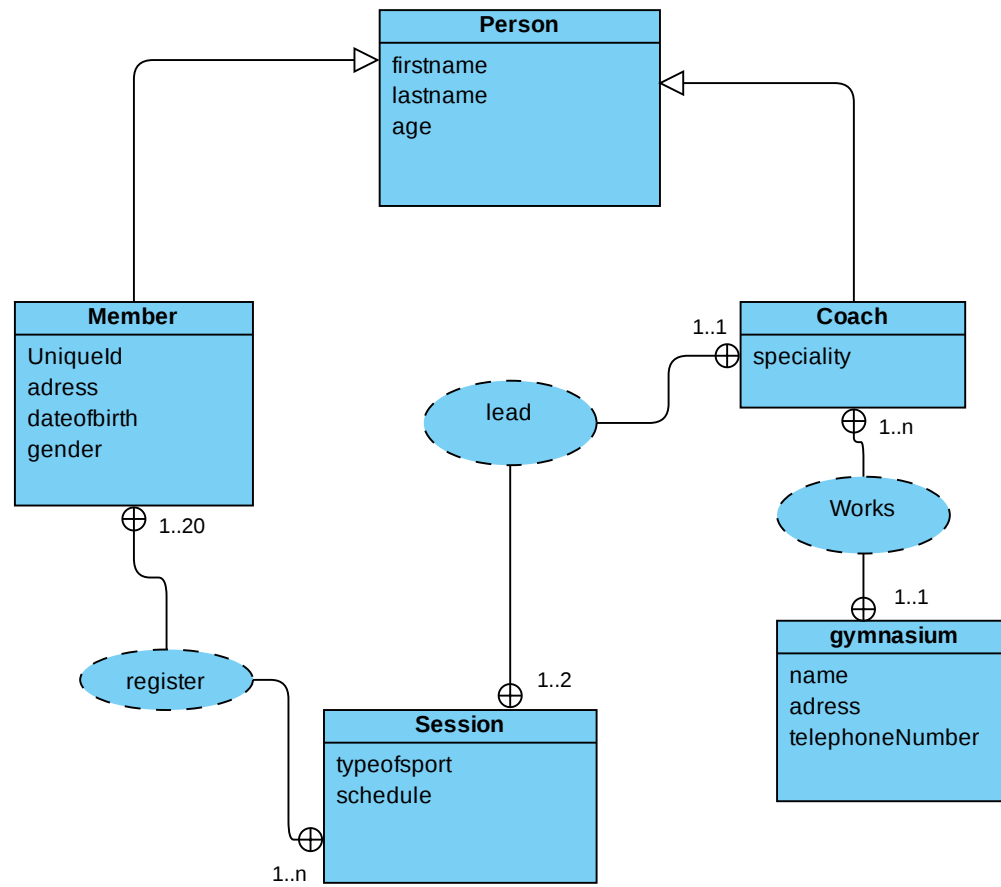 Person
firstname
lastname
age
Member
UniqueId
adress
dateofbirth
gender
1..20
register
1..n
lead
1..1
1..2
Coach
speciality
1..n
Works
1..1
gymnasium
name
adress
telephoneNumber
Session
typeofsport
schedule